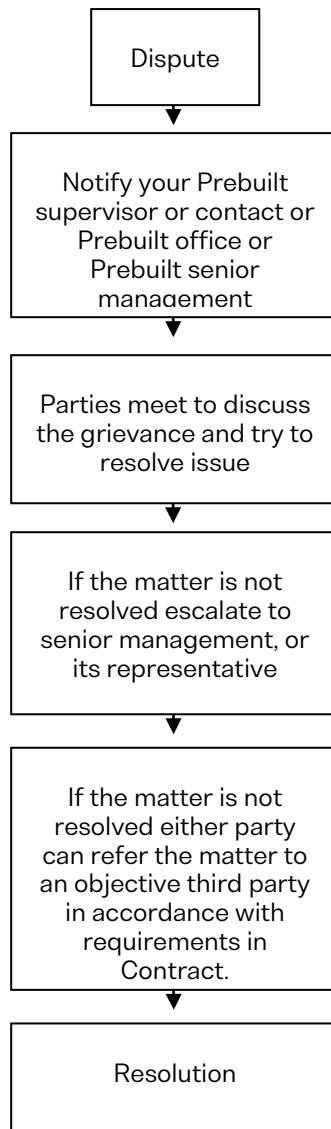 Dispute
Notify your Prebuilt
supervisor or contact or
Prebuilt office or
Prebuilt senior
management
Parties meet to discuss
the grievance and try to
resolve issue
If the matter is not
resolved escalate to
senior management, or
its representative
If the matter is not
resolved either party
can refer the matter to
an objective third party
in accordance with
requirements in
Contract.
Resolution